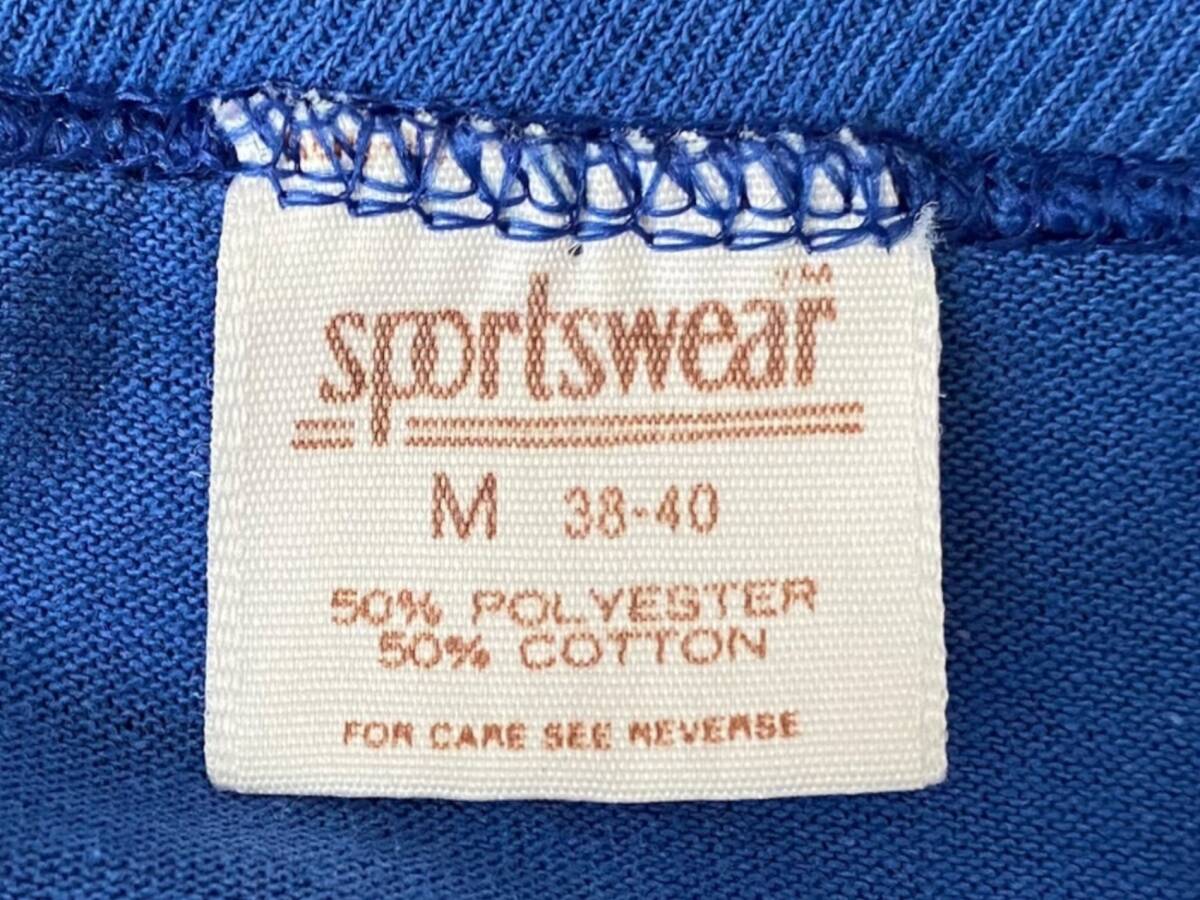 sportswear™
M 38-40
50% POLYESTER
50% COTTON
FOR CARE SEE REVERSE